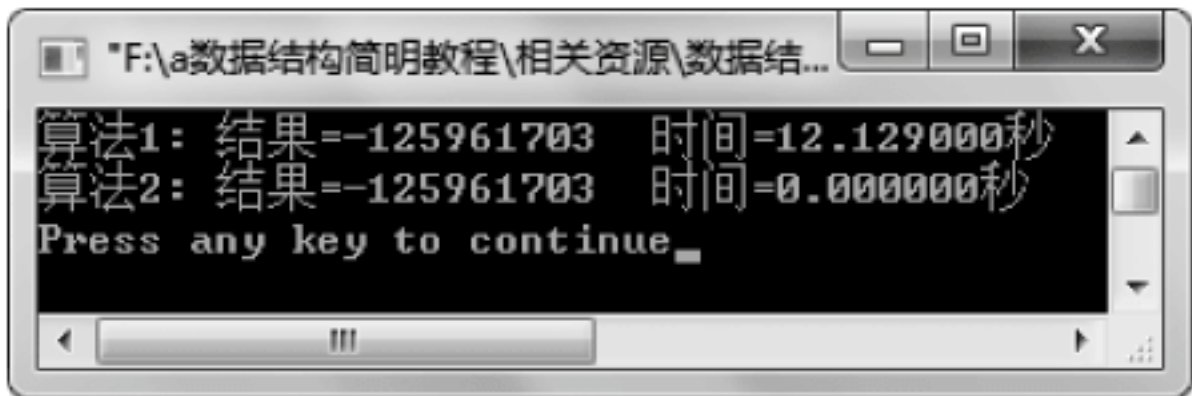 "F:\a数据结构简明教程\相关资源\数据结...
算法1: 结果=-125961703 时间=12.129000秒
算法2: 结果=-125961703 时间=0.000000秒
Press any key to continue_